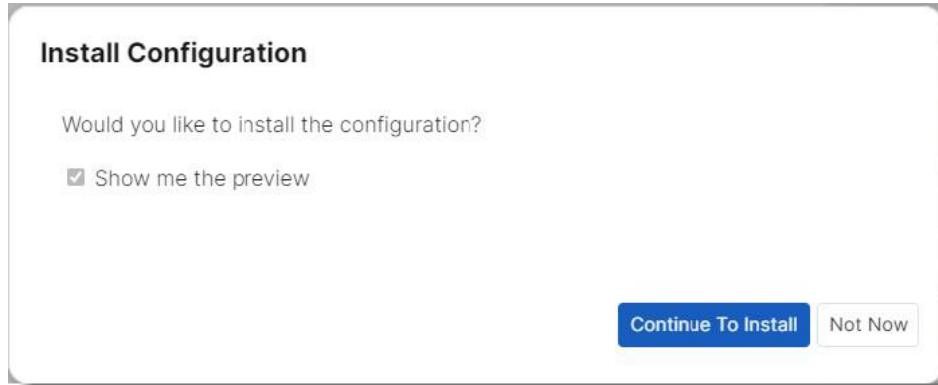 Install Configuration
Would you like to install the configuration?
Show me the preview
Continue To Install
Not Now